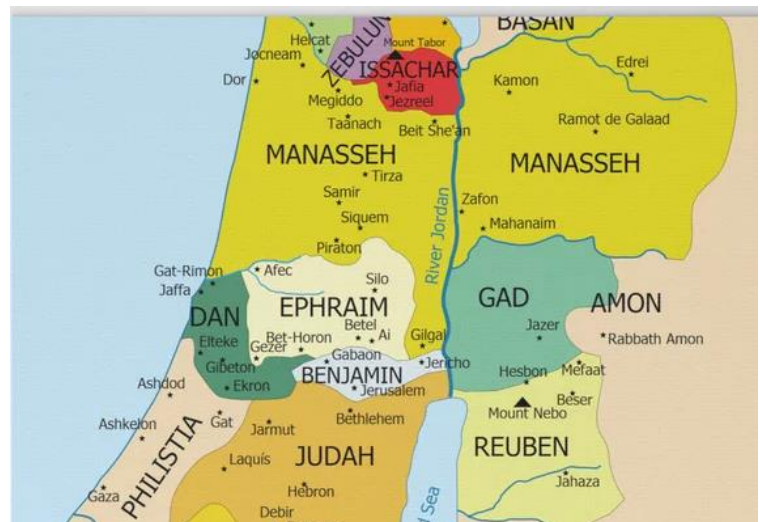 BASAN
Helcat
Mount Tabor
ZEBULUN
Jocneam
ISSACHAR
Edrei
Dor
Jafia
Kamon
Megiddo
Jezreel
Taanach
Beit She'an
Ramot de Galaad
MANASSEH
MANASSEH
Tirza
Samir
Zafon
Siquem
Mahanaim
Piraton
River Jordan
Gat-Rimon
Afec
Jaffa
Silo
EPHRAIM
GAD
AMON
DAN
Betel
Ai
Elteke
Bet-Horon
Gilgal
Jazer
Rabbath Amon
Gezer
Gabaon
Jericho
Gibeton
BENJAMIN
Hesbon
Mefaat
Ashdod
Ekron
Jerusalem
Beser
Gat
Bethlehem
Mount Nebo
Ashkelon
Jarmut
PHILISTIA
JUDAH
REUBEN
Laquís
Jahaza
Gaza
Hebron
Sea
Debir